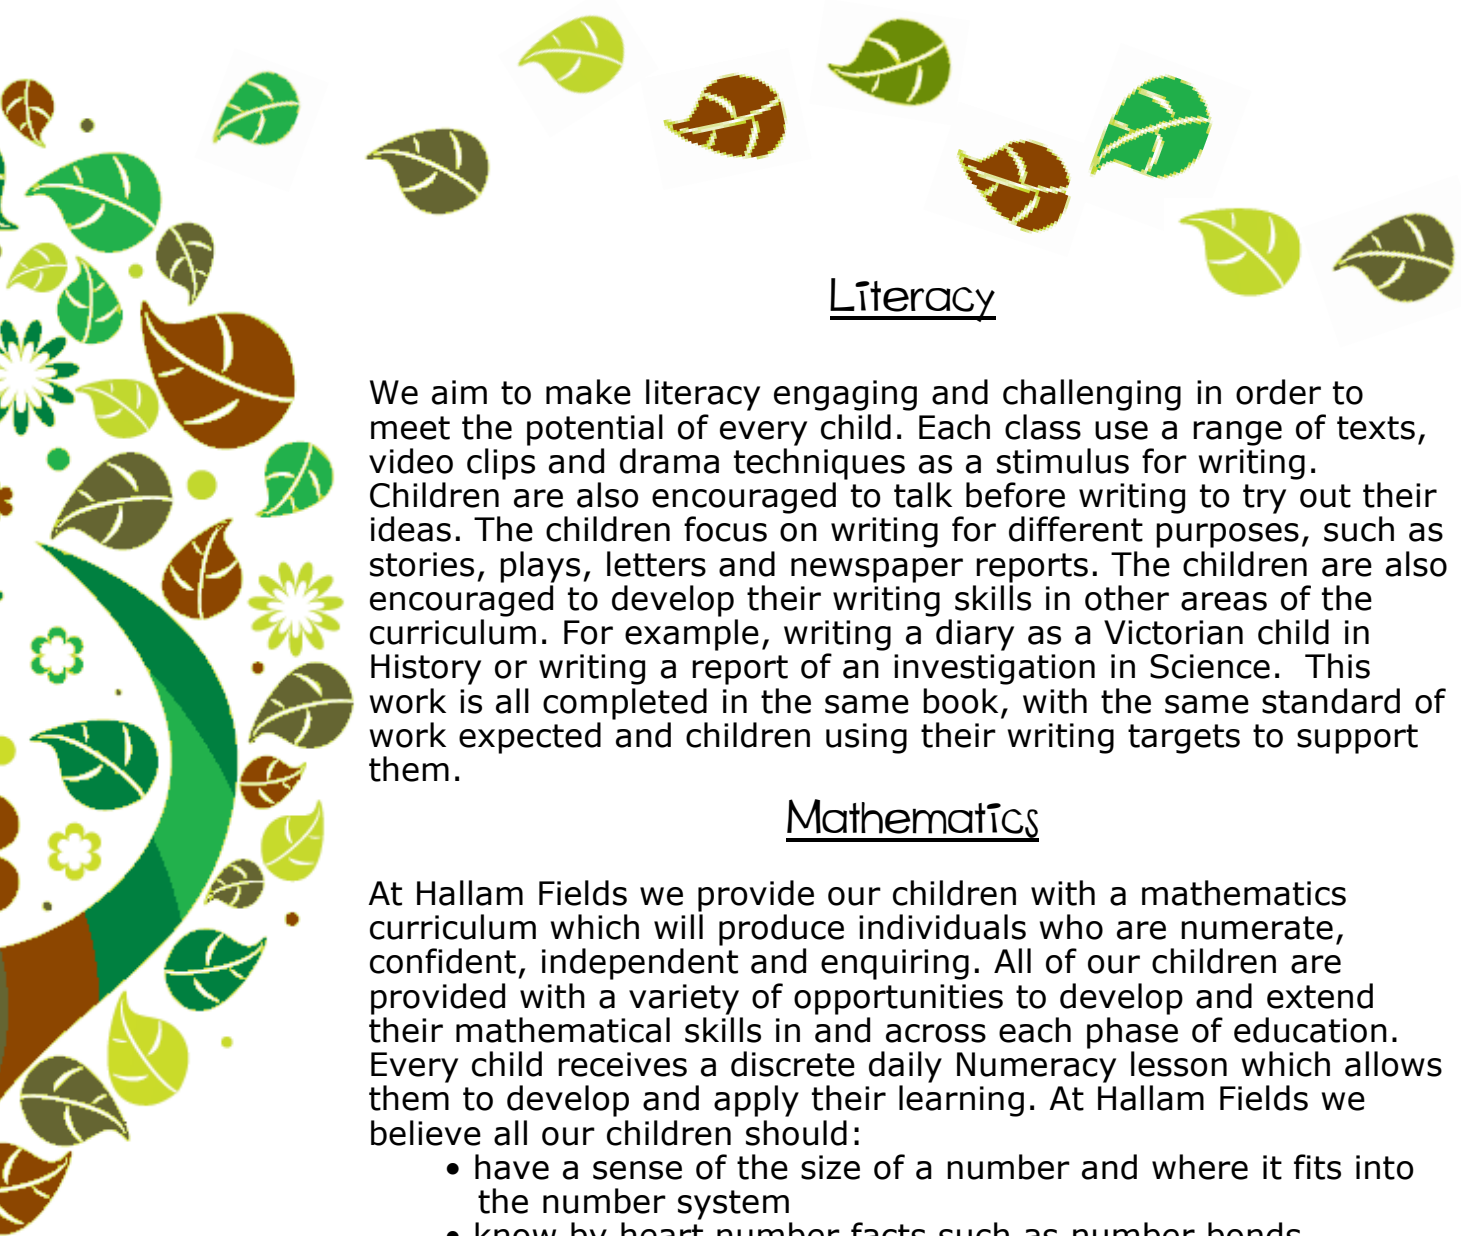 Literacy
We aim to make literacy engaging and challenging in order to
meet the potential of every child. Each class use a range of texts,
video clips and drama techniques as a stimulus for writing.
Children are also encouraged to talk before writing to try out their
ideas. The children focus on writing for different purposes, such as
stories, plays, letters and newspaper reports. The children are also
encouraged to develop their writing skills in other areas of the
curriculum. For example, writing a diary as a Victorian child in
History or writing a report of an investigation in Science.  This
work is all completed in the same book, with the same standard of
work expected and children using their writing targets to support
them.
Mathematics
At Hallam Fields we provide our children with a mathematics
curriculum which will produce individuals who are numerate,
confident, independent and enquiring. All of our children are
provided with a variety of opportunities to develop and extend
their mathematical skills in and across each phase of education.
Every child receives a discrete daily Numeracy lesson which allows
them to develop and apply their learning. At Hallam Fields we
believe all our children should:
• have a sense of the size of a number and where it fits into
the number system
• know by heart number facts such as number bonds